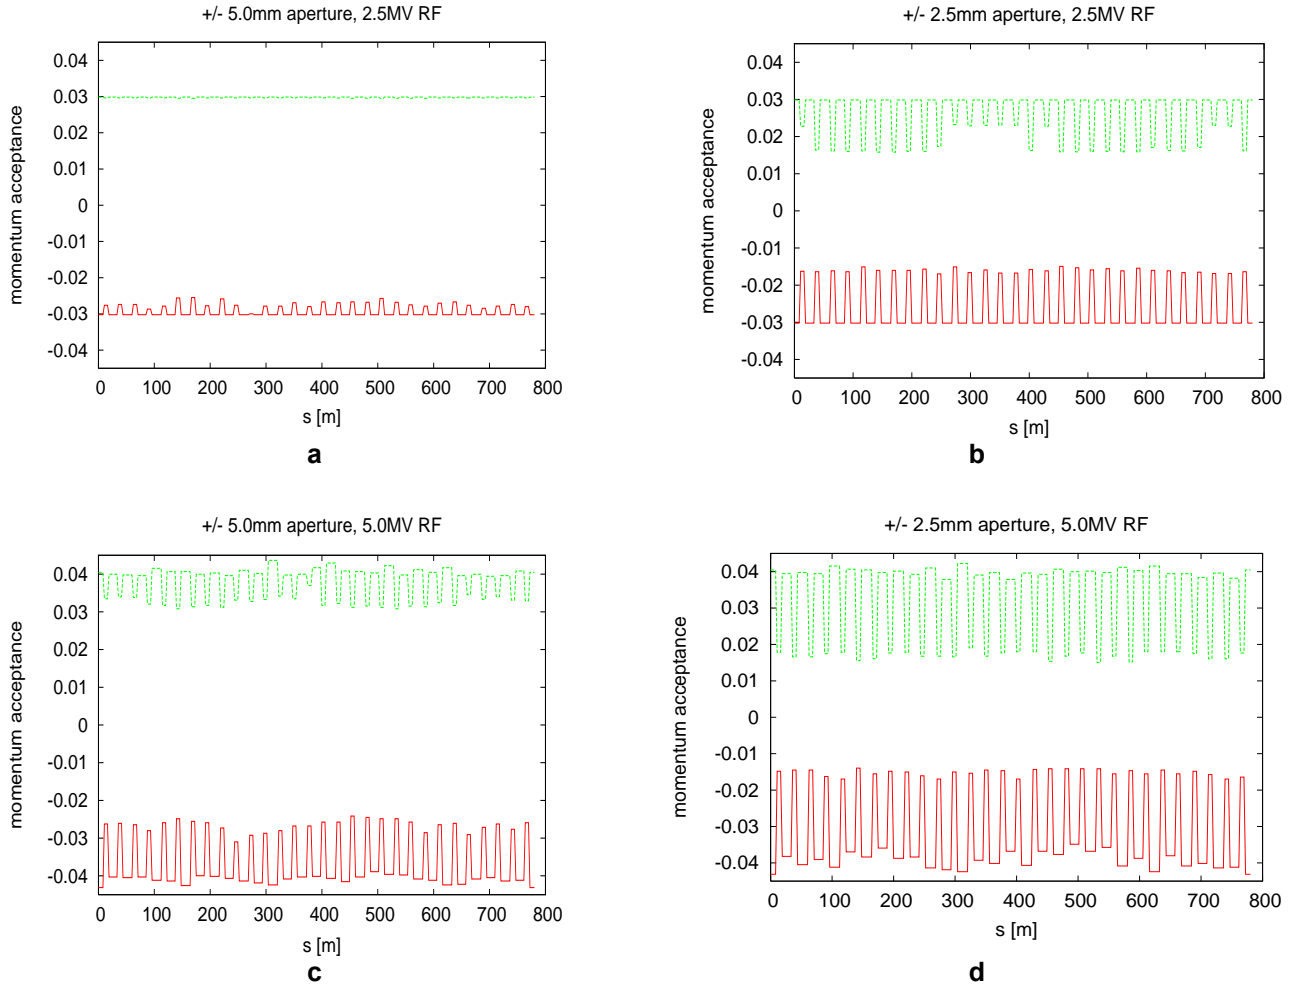 +/- 5.0mm aperture, 2.5MV RF
0.04
0.03
0.02
0.01
0
-0.01
-0.02
-0.03
-0.04
momentum acceptance
0 100 200 300 400 500 600 700 800
s [m]
a
+/- 2.5mm aperture, 2.5MV RF
0.04
0.03
0.02
0.01
0
-0.01
-0.02
-0.03
-0.04
momentum acceptance
0 100 200 300 400 500 600 700 800
s [m]
b
+/- 5.0mm aperture, 5.0MV RF
0.04
0.03
0.02
0.01
0
-0.01
-0.02
-0.03
-0.04
momentum acceptance
0 100 200 300 400 500 600 700 800
s [m]
c
+/- 2.5mm aperture, 5.0MV RF
0.04
0.03
0.02
0.01
0
-0.01
-0.02
-0.03
-0.04
momentum acceptance
0 100 200 300 400 500 600 700 800
s [m]
d